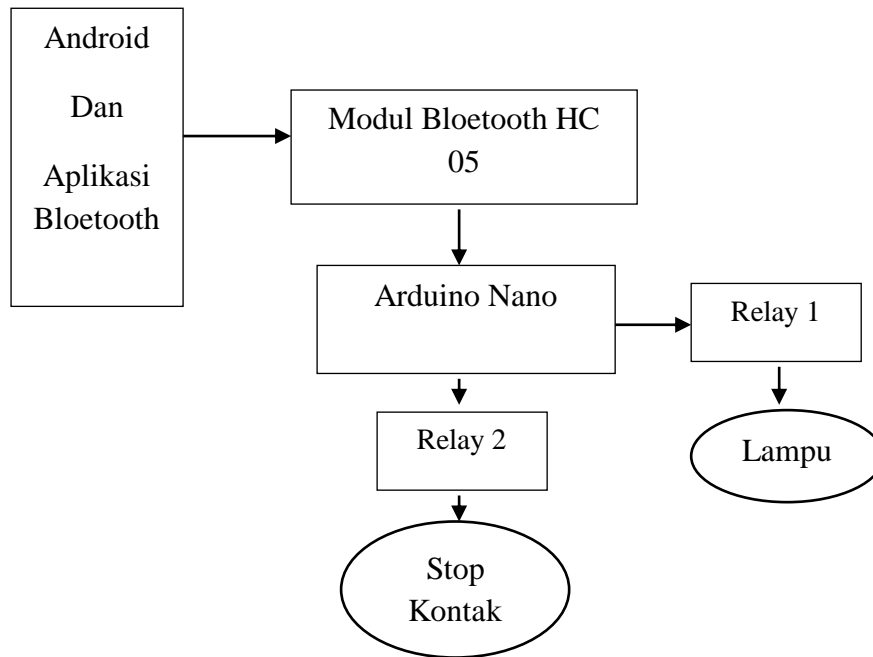 Android
Dan
Aplikasi
Bloetooth
Modul Bloetooth HC
05
Arduino Nano
Relay 1
Relay 2
Lampu
Stop
Kontak